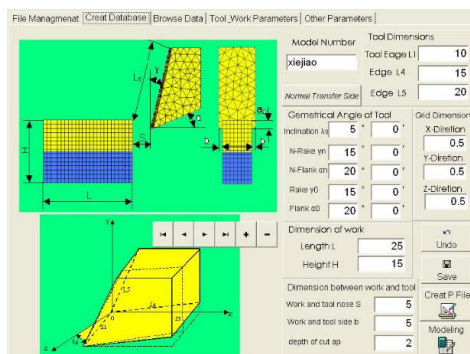 File Managmenat Creat Database Browse Data Tool_Work Parameters Other Parameters
Model Number
xiejiao
Normal Transfer Side
Tool Dimensions
Tool Eage L1 10
Edge L4 15
Edge L5 20
Gemetrical Angle of Tool
Inclination λs 5 ° 0 '
N-Rake γn 15 ° 0 '
N-Flank αn 20 ° 0 '
Rake γ0 15 ° 0 '
Flank α0 20 ° 0 '
Grid Dimension
X-Diretion
0.5
Y-Diretion
0.5
Z-Diretion
0.5
Dimension of work
Length L 25
Height H 15
Dimension between work and tool
Work and tool nose S 5
Work and tool side b 5
depth of cut ap 2
Undo
Save
Creat P File
Modeling
L5
γ
S
H
L
Y
L5
L4
0
X
Z